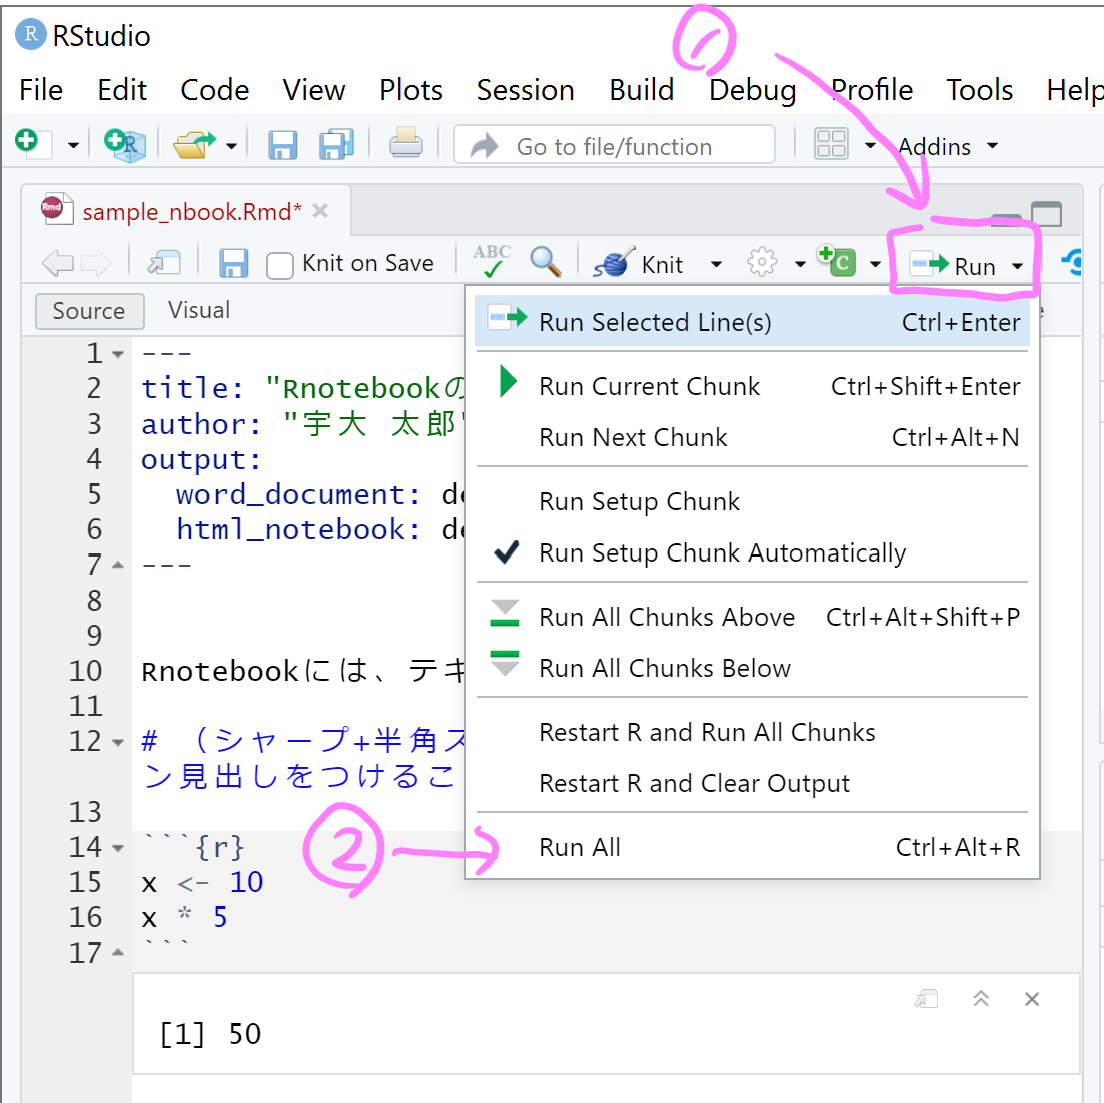 1
R RStudio
File Edit Code View Plots Session Build Debug Profile Tools Help
R Go to file/function Addins
Rmd sample_nbook.Rmd*
Knit on Save ABC Knit C Run
Source Visual
Run Selected Line(s) Ctrl+Enter
Run Current Chunk Ctrl+Shift+Enter
Run Next Chunk Ctrl+Alt+N
Run Setup Chunk
Run Setup Chunk Automatically
Run All Chunks Above Ctrl+Alt+Shift+P
Run All Chunks Below
Restart R and Run All Chunks
Restart R and Clear Output
Run All Ctrl+Alt+R
1 ---
2 title: "Rnotebookの
3 author: "宇大 太郎"
4 output:
5 word_document: de
6 html_notebook: de
7 ---
8
9
10 Rnotebookには、テキ
11
12 # （シャープ+半角ス
ン見出しをつけるこ
13
2
14 ```{r}
15 x <- 10
16 x * 5
17 ```
[1] 50